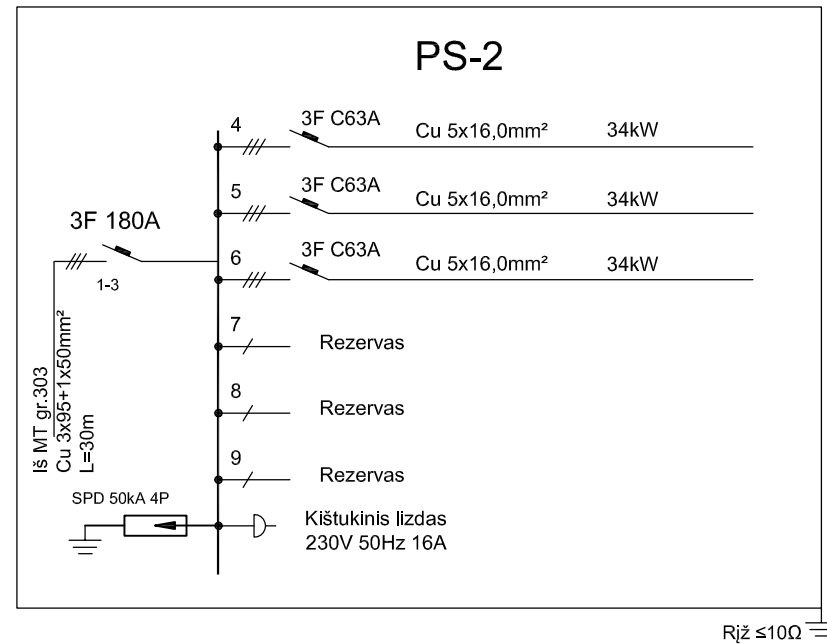 PS-2
4
3F C63A
Cu 5x16,0mm²
34kW
5
3F C63A
Cu 5x16,0mm²
34kW
3F 180A
1-3
6
3F C63A
Cu 5x16,0mm²
34kW
7
Rezervas
8
Rezervas
9
Rezervas
Iš MT gr.303
Cu 3x95+1x50mm²
L=30m
SPD 50kA 4P
Kištukinis lizdas
230V 50Hz 16A
Rįž ≤10Ω